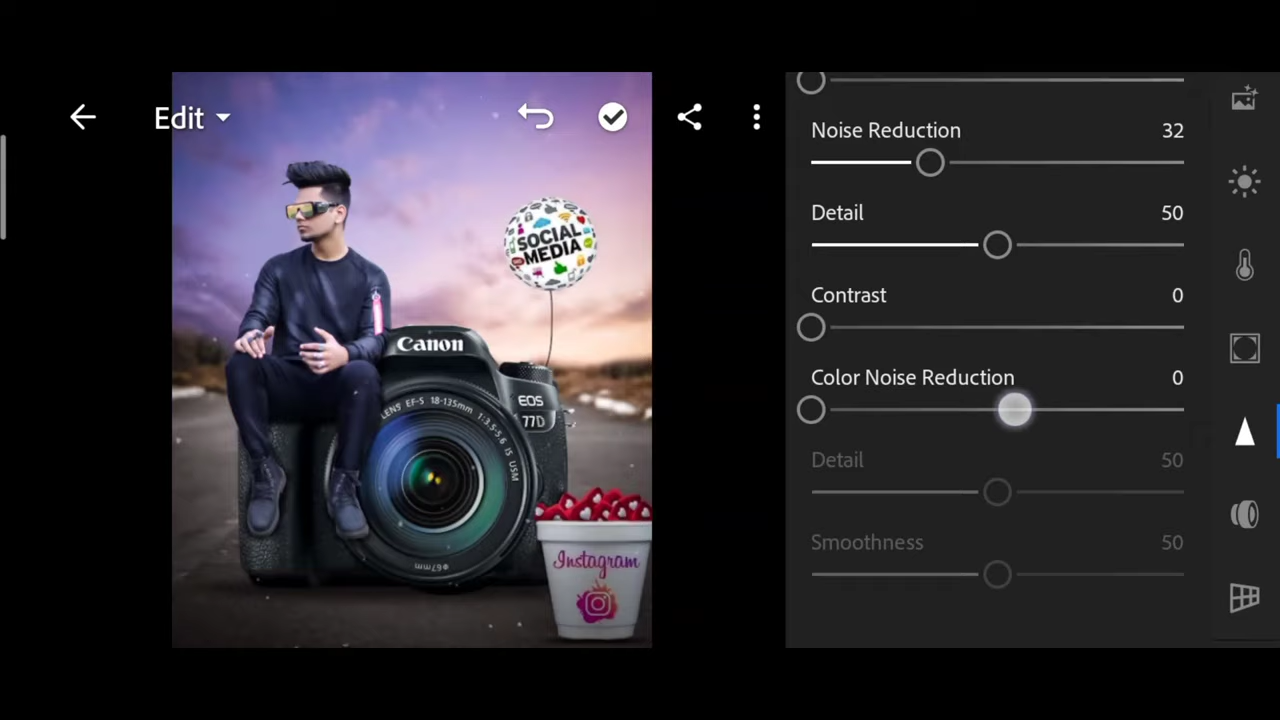 Edit
Noise Reduction 32
Detail 50
Contrast 0
Color Noise Reduction 0
Detail 50
Smoothness 50
SOCIAL
MEDIA
Canon
EOS
77D
LENS EF-S 18-135mm 1:3.5-5.6 IS USM
Φ67mm
Instagram